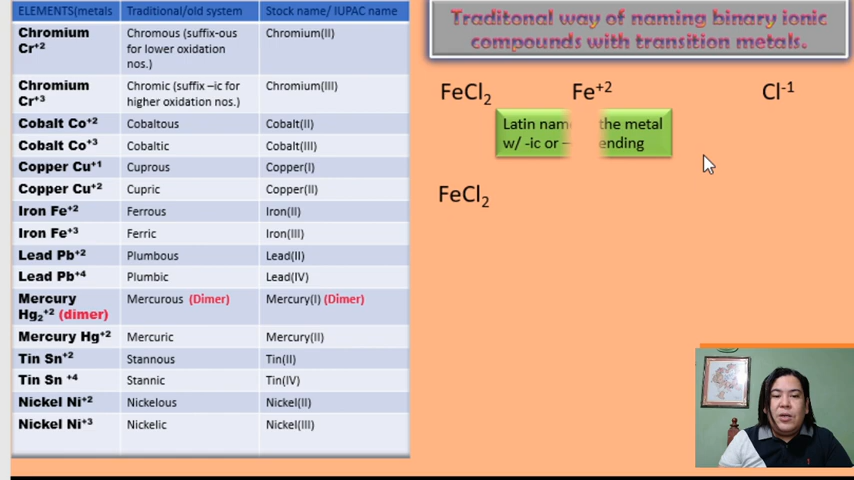 ELEMENTS(metals Traditional/old system Stock name/ IUPAC name
Chromium Cr+2 Chromous (suffix-ous for lower oxidation nos.) Chromium(II)
Chromium Cr+3 Chromic (suffix –ic for higher oxidation nos.) Chromium(III)
Cobalt Co+2 Cobaltous Cobalt(II)
Cobalt Co+3 Cobaltic Cobalt(III)
Copper Cu+1 Cuprous Copper(I)
Copper Cu+2 Cupric Copper(II)
Iron Fe+2 Ferrous Iron(II)
Iron Fe+3 Ferric Iron(III)
Lead Pb+2 Plumbous Lead(II)
Lead Pb+4 Plumbic Lead(IV)
Mercury Hg2+2 (dimer) Mercurous (Dimer) Mercury(I) (Dimer)
Mercury Hg+2 Mercuric Mercury(II)
Tin Sn+2 Stannous Tin(II)
Tin Sn +4 Stannic Tin(IV)
Nickel Ni+2 Nickelous Nickel(II)
Nickel Ni+3 Nickelic Nickel(III)
Traditonal way of naming binary ionic
compounds with transition metals.
FeCl2 Fe+2 Cl-1
Latin the metal
w/ -ic or – ending
FeCl2